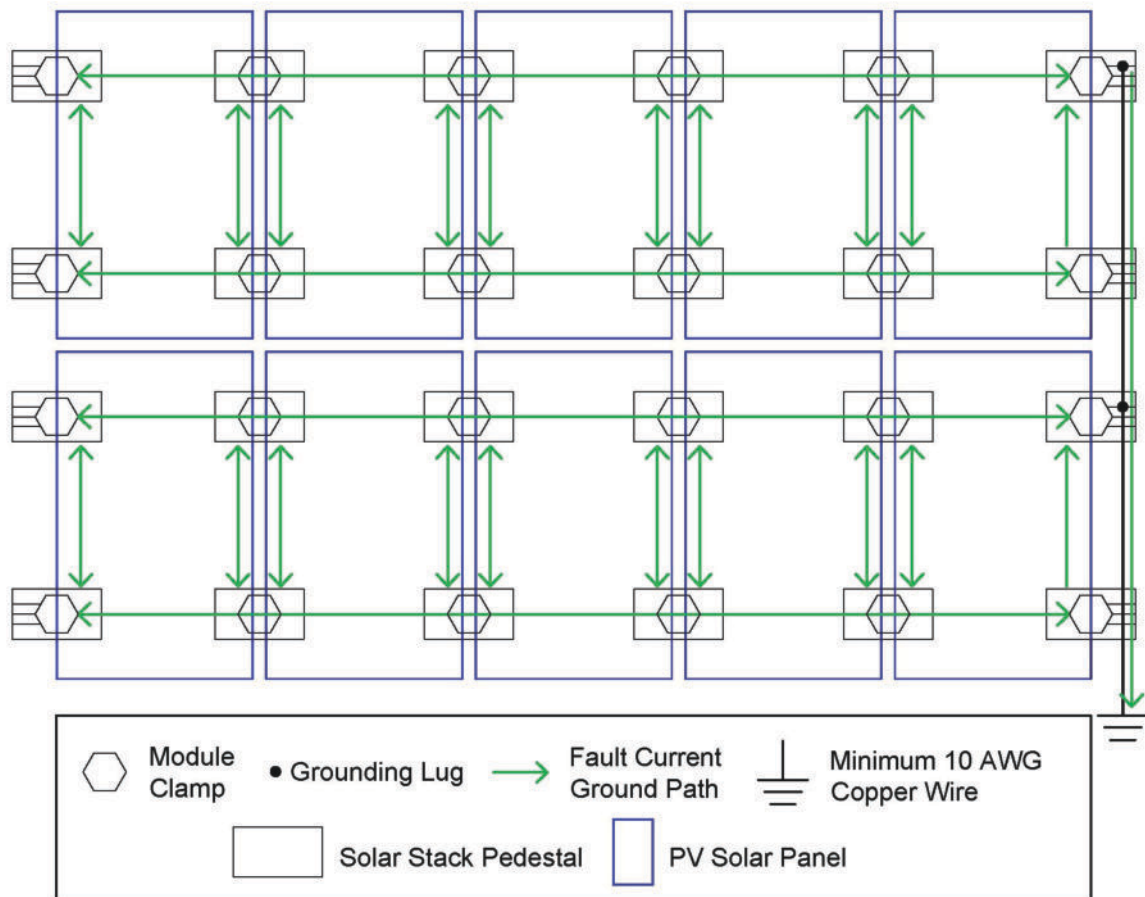 Module
Clamp
Grounding Lug
Fault Current
Ground Path
Minimum 10 AWG
Copper Wire
Solar Stack Pedestal
PV Solar Panel